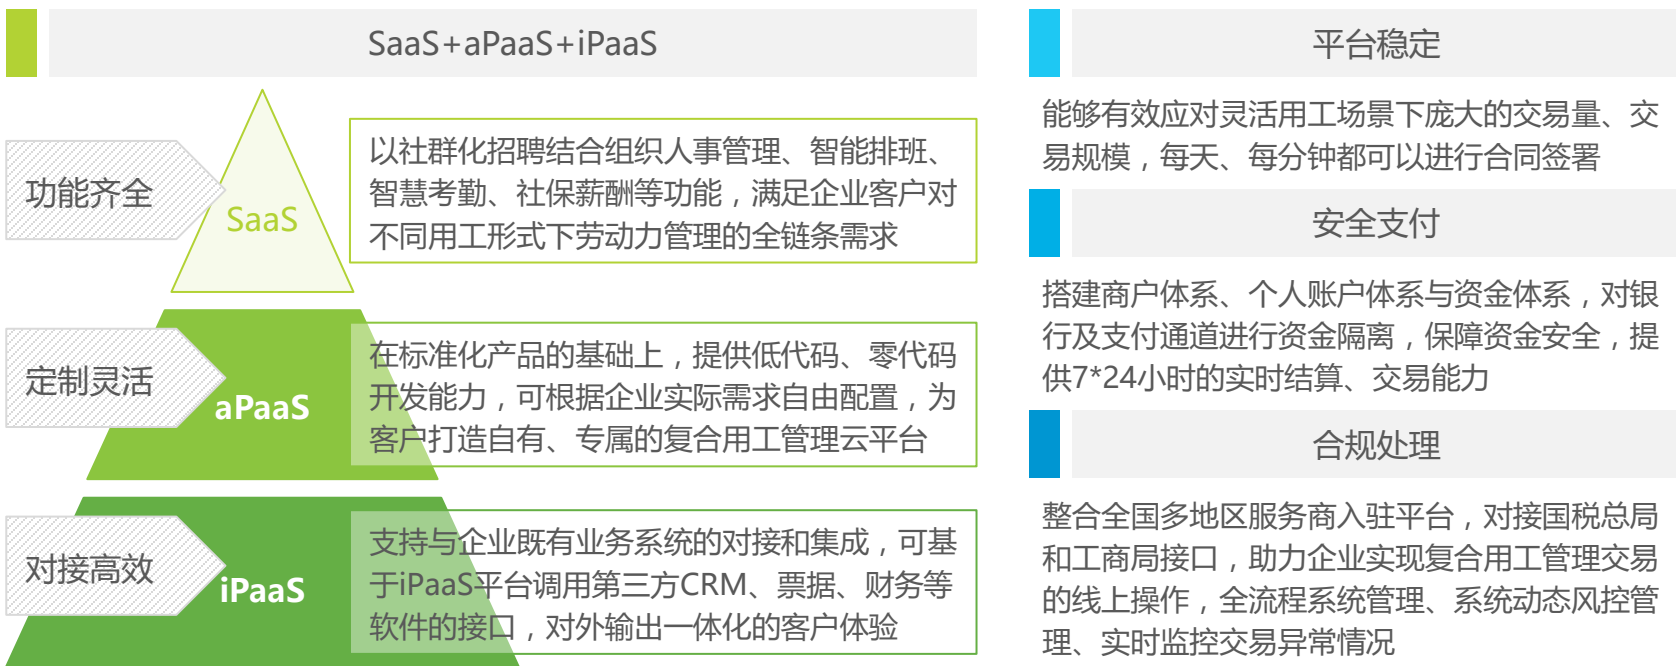 SaaS+aPaaS+iPaaS
功能齐全
SaaS
以社群化招聘结合组织人事管理、智能排班、
智慧考勤、社保薪酬等功能，满足企业客户对
不同用工形式下劳动力管理的全链条需求
定制灵活
aPaaS
在标准化产品的基础上，提供低代码、零代码
开发能力，可根据企业实际需求自由配置，为
客户打造自有、专属的复合用工管理云平台
对接高效
iPaaS
支持与企业既有业务系统的对接和集成，可基
于iPaaS平台调用第三方CRM、票据、财务等
软件的接口，对外输出一体化的客户体验
平台稳定
能够有效应对灵活用工场景下庞大的交易量、交
易规模，每天、每分钟都可以进行合同签署
安全支付
搭建商户体系、个人账户体系与资金体系，对银
行及支付通道进行资金隔离，保障资金安全，提
供7*24小时的实时结算、交易能力
合规处理
整合全国多地区服务商入驻平台，对接国税总局
和工商局接口，助力企业实现复合用工管理交易
的线上操作，全流程系统管理、系统动态风控管
理、实时监控交易异常情况